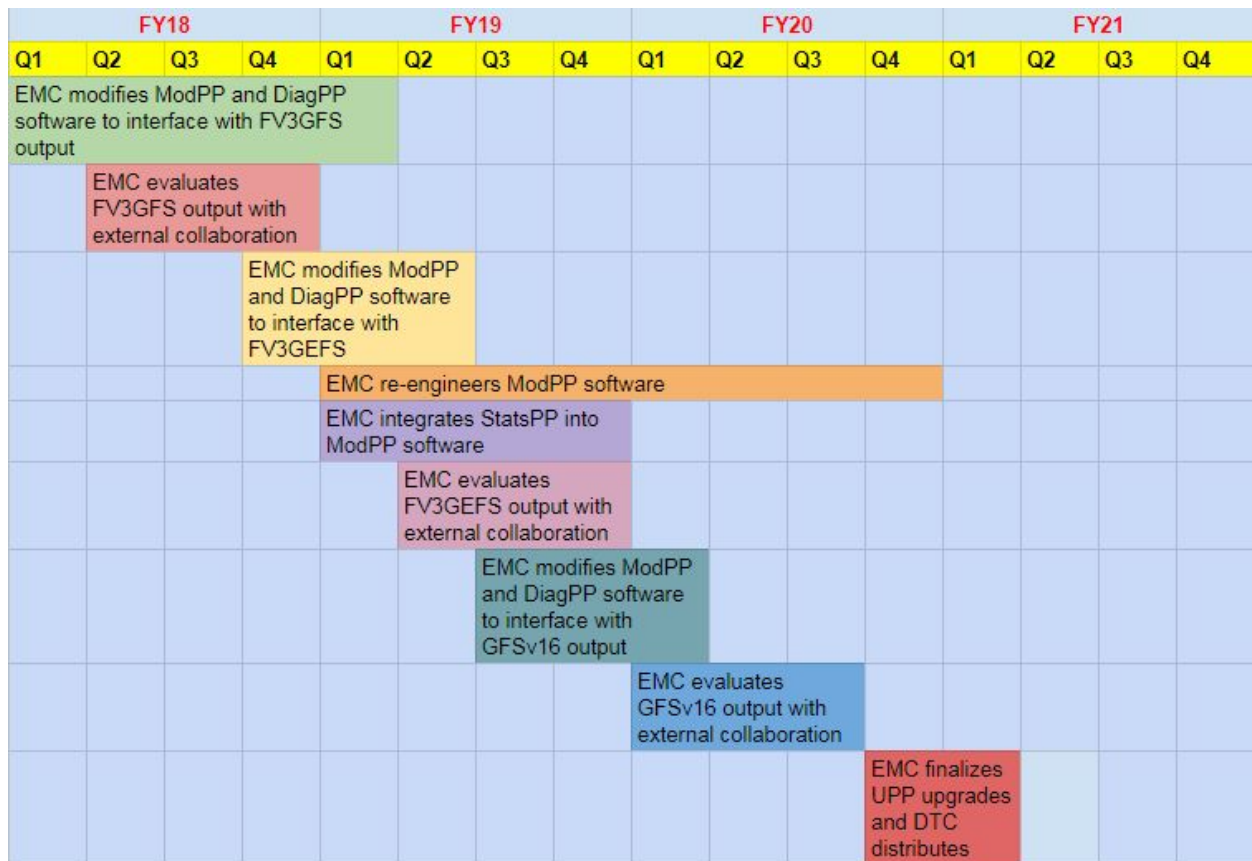 FY18 FY19 FY20 FY21
Q1 Q2 Q3 Q4 Q1 Q2 Q3 Q4 Q1 Q2 Q3 Q4 Q1 Q2 Q3 Q4
EMC modifies ModPP and DiagPP
software to interface with FV3GFS
output
EMC evaluates
FV3GFS output with
external collaboration
EMC modifies ModPP
and DiagPP software
to interface with
FV3GEFS
EMC re-engineers ModPP software
EMC integrates StatsPP into
ModPP software
EMC evaluates
FV3GEFS output with
external collaboration
EMC modifies ModPP
and DiagPP software
to interface with
GFSv16 output
EMC evaluates
GFSv16 output with
external collaboration
EMC finalizes
UPP upgrades
and DTC
distributes